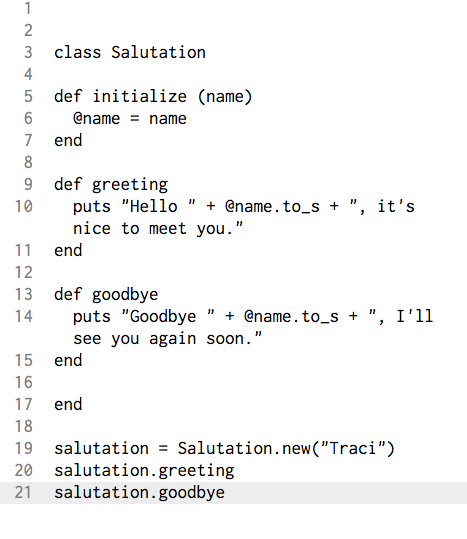 1
2
3 class Salutation
4
5 def initialize (name)
6 @name = name
7 end
8
9 def greeting
10 puts "Hello " + @name.to_s + ", it's
nice to meet you."
11 end
12
13 def goodbye
14 puts "Goodbye " + @name.to_s + ", I'll
see you again soon."
15 end
16
17 end
18
19 salutation = Salutation.new("Traci")
20 salutation.greeting
21 salutation.goodbye